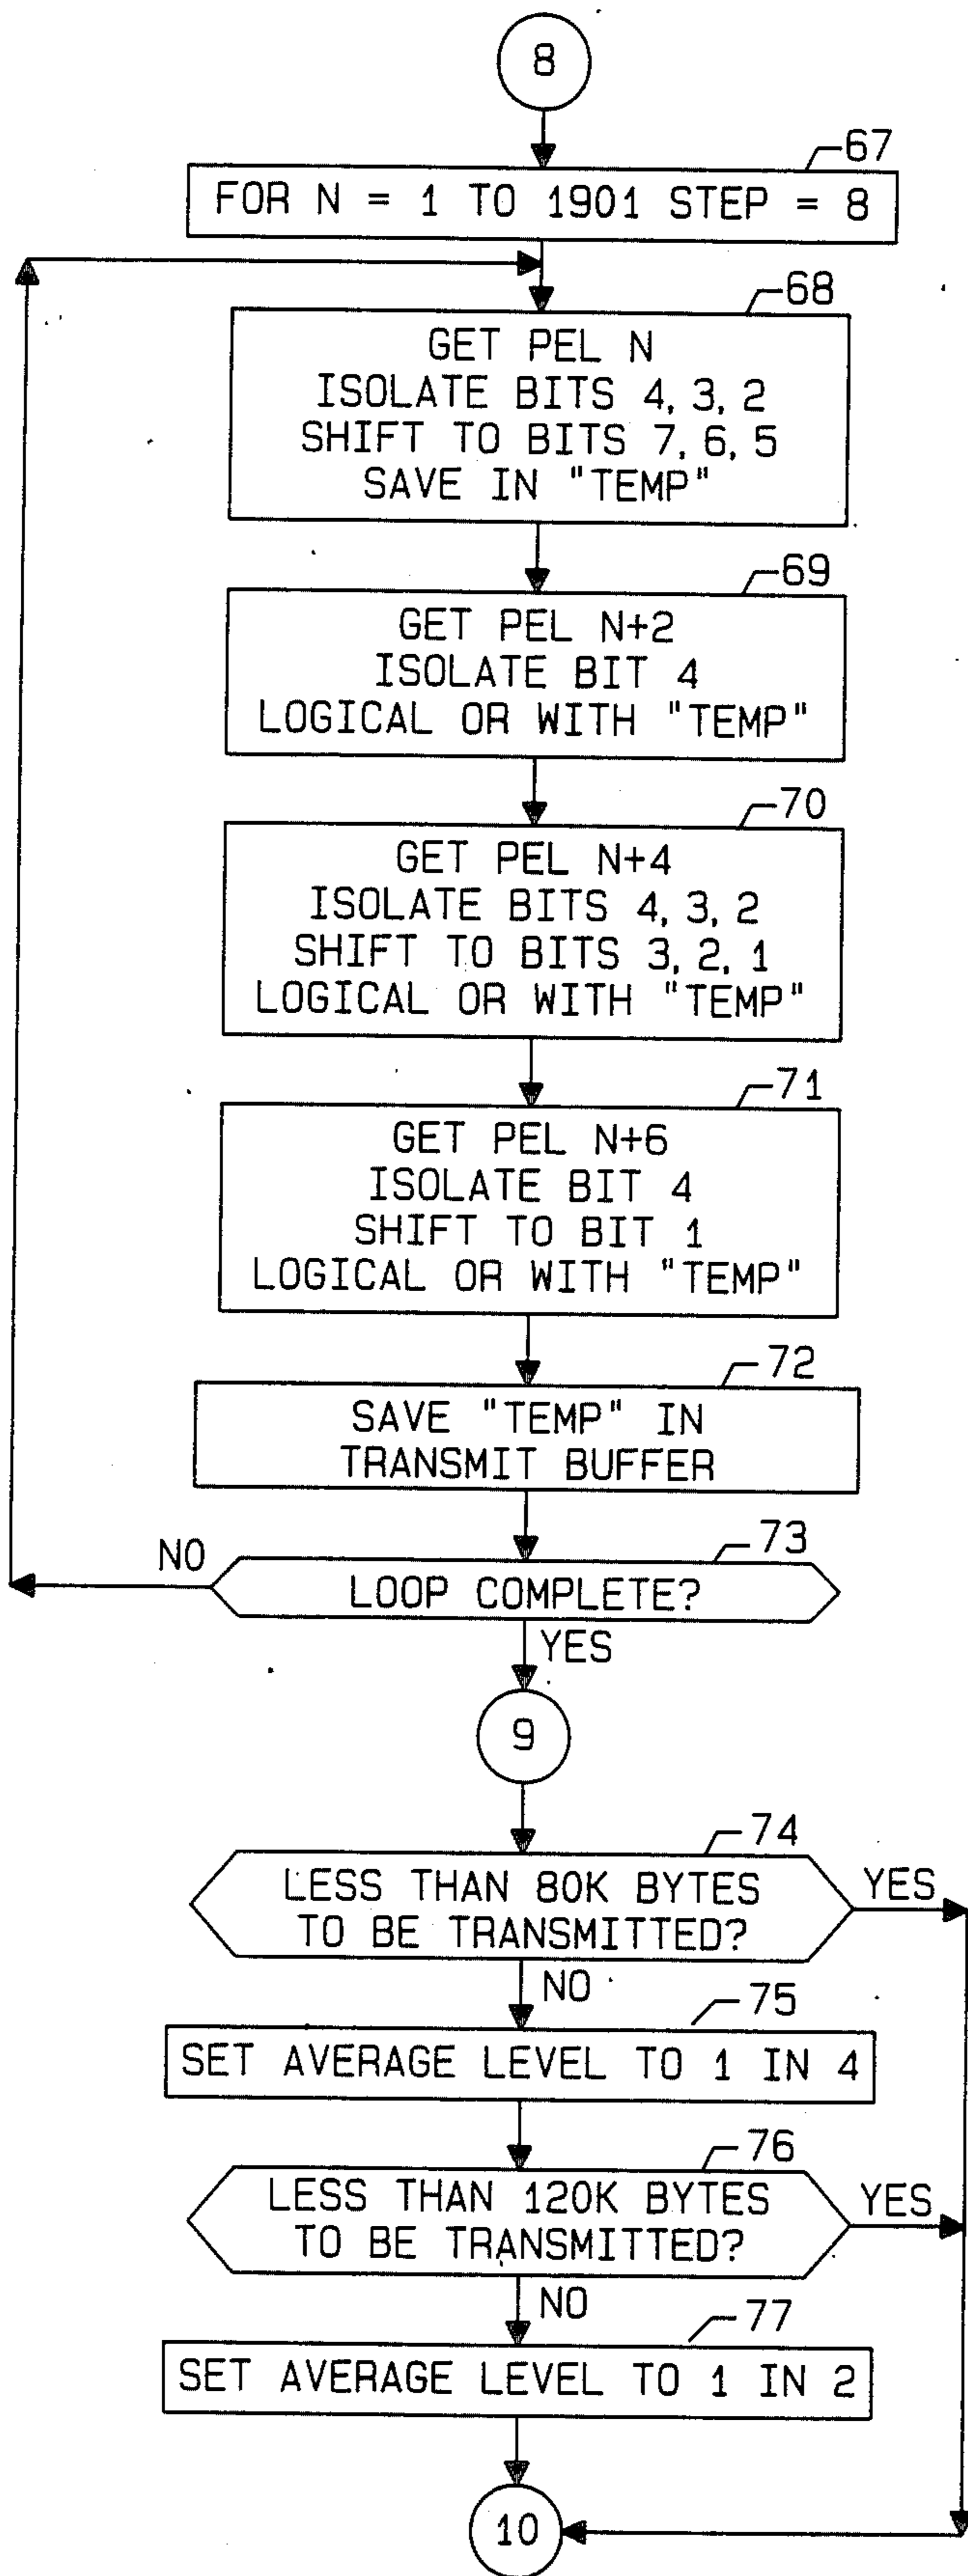 8
67
FOR N = 1 TO 1901 STEP = 8
68
GET PEL N
ISOLATE BITS 4, 3, 2
SHIFT TO BITS 7, 6, 5
SAVE IN "TEMP"
69
GET PEL N+2
ISOLATE BIT 4
LOGICAL OR WITH "TEMP"
70
GET PEL N+4
ISOLATE BITS 4, 3, 2
SHIFT TO BITS 3, 2, 1
LOGICAL OR WITH "TEMP"
71
GET PEL N+6
ISOLATE BIT 4
SHIFT TO BIT 1
LOGICAL OR WITH "TEMP"
72
SAVE "TEMP" IN
TRANSMIT BUFFER
73
NO
LOOP COMPLETE?
YES
9
74
LESS THAN 80K BYTES
TO BE TRANSMITTED?
YES
NO
75
SET AVERAGE LEVEL TO 1 IN 4
76
LESS THAN 120K BYTES
TO BE TRANSMITTED?
YES
NO
77
SET AVERAGE LEVEL TO 1 IN 2
10